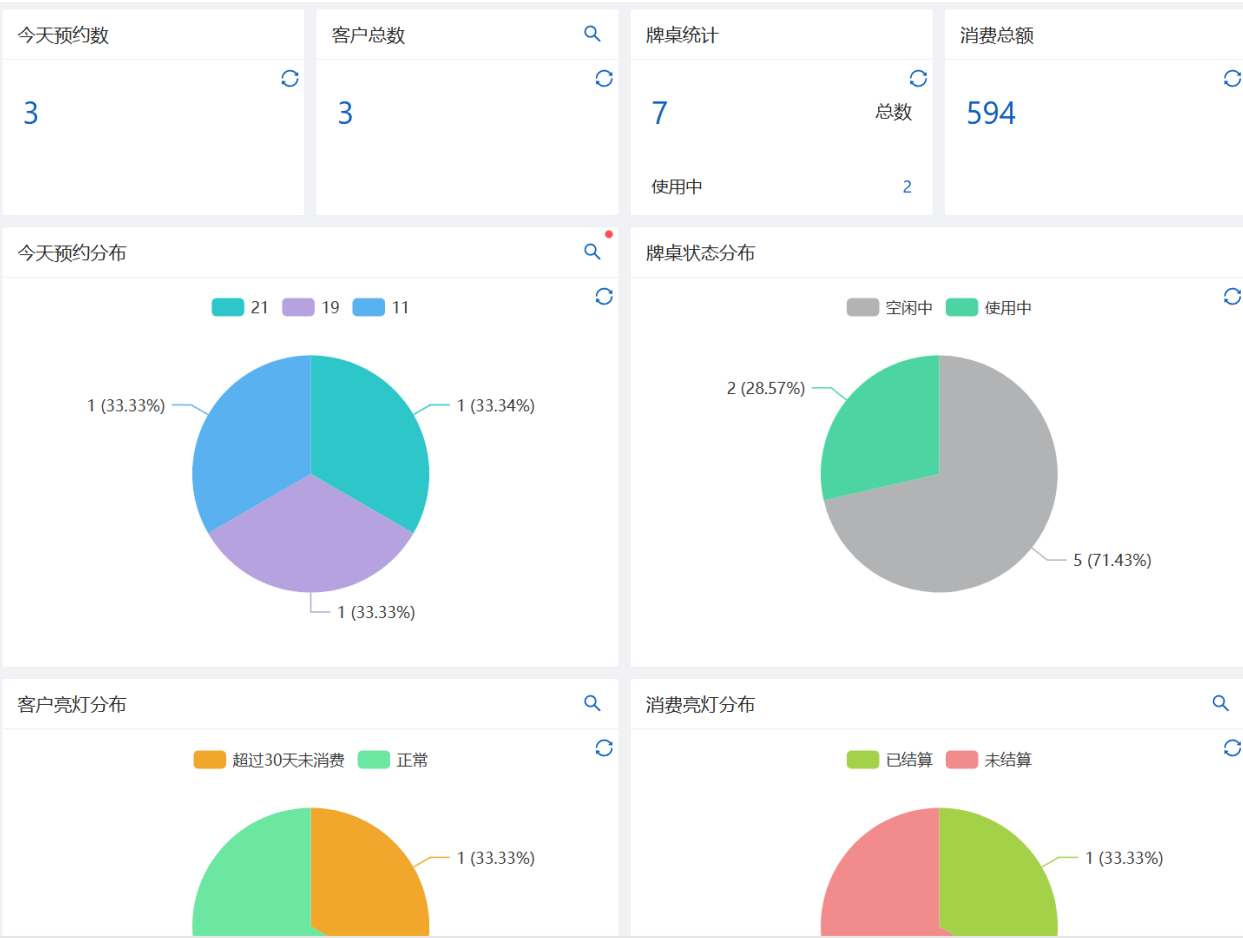 今天预约数
客户总数
牌桌统计
消费总额
3
3
7
总数
594
使用中
2
今天预约分布
牌桌状态分布
21 19 11
空闲中 使用中
1 (33.33%)
1 (33.34%)
1 (33.33%)
2 (28.57%)
5 (71.43%)
客户亮灯分布
消费亮灯分布
超过30天未消费 正常
已结算 未结算
1 (33.33%)
1 (33.33%)